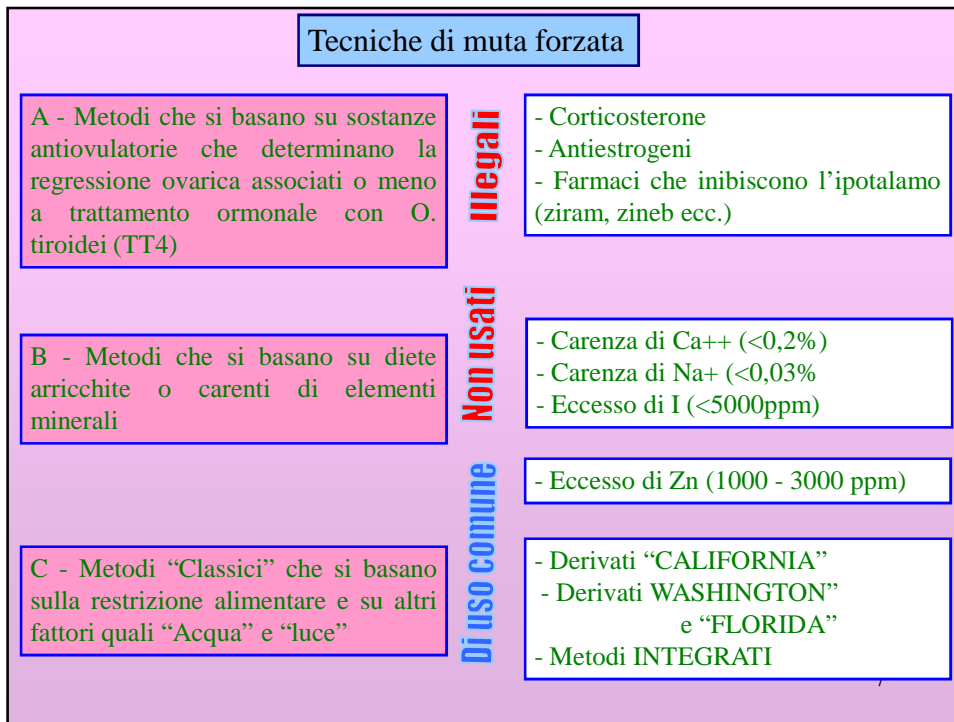 Tecniche di muta forzata
A - Metodi che si basano su sostanze
antiovulatorie che determinano la
regressione ovarica associati o meno
a trattamento ormonale con O.
tiroidei (TT4)
Illegali
- Corticosterone
- Antiestrogeni
- Farmaci che inibiscono l’ipotalamo
(ziram, zineb ecc.)
B - Metodi che si basano su diete
arricchite o carenti di elementi
minerali
Non usati
- Carenza di Ca++ (<0,2%)
- Carenza di Na+ (<0,03%
- Eccesso di I (<5000ppm)
Di uso comune
- Eccesso di Zn (1000 - 3000 ppm)
C - Metodi “Classici” che si basano
sulla restrizione alimentare e su altri
fattori quali “Acqua” e “luce”
- Derivati “CALIFORNIA”
- Derivati WASHINGTON”
e “FLORIDA”
- Metodi INTEGRATI